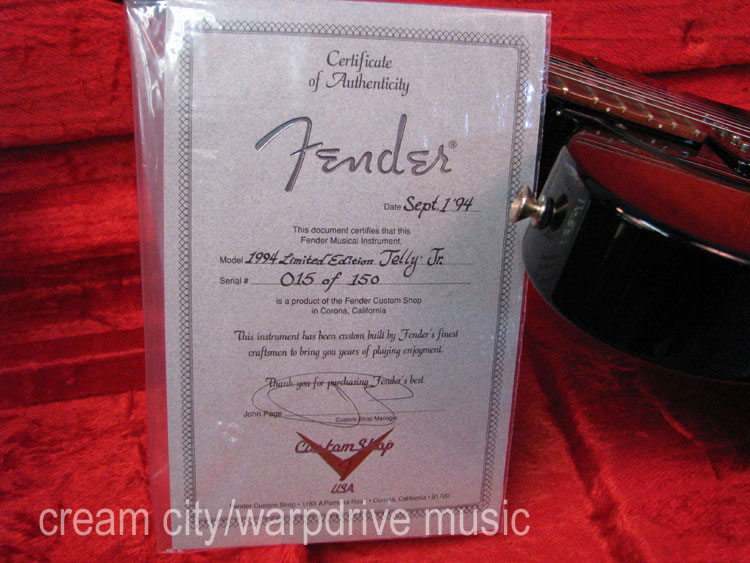 Certificate
of Authenticity
Fender®
Date Sept. 1 '94
This document certifies that this
Fender Musical Instrument.
Model 1994 Limited Edition Telly Jr.
Serial # 015 of 150
is a product of the Fender Custom Shop
in Corona, California
This instrument has been custom built by Fender's finest
craftsmen to bring you years of playing enjoyment.
Thank you for purchasing Fender's best.
John Page
Custom Shop Manager
Custom Shop
USA
Fender Custom Shop • 1163 A Pomona Road • Corona, California • 91720
cream city/warpdrive music